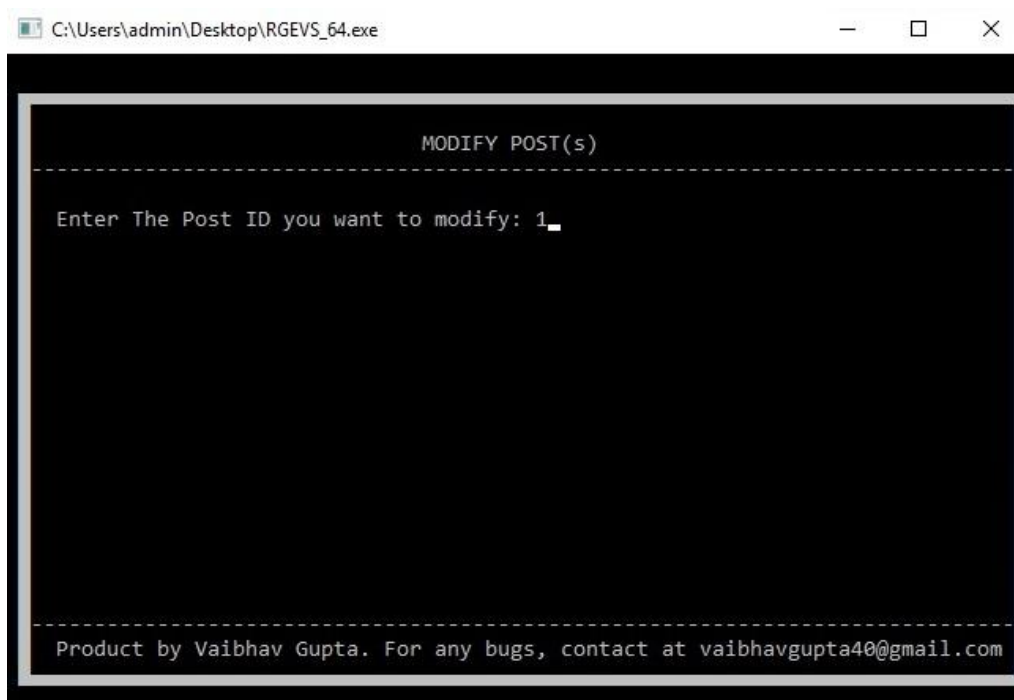 C:\Users\admin\Desktop\RGEVS_64.exe
MODIFY POST(s)
Enter The Post ID you want to modify: 1
Product by Vaibhav Gupta. For any bugs, contact at vaibhavgupta40@gmail.com